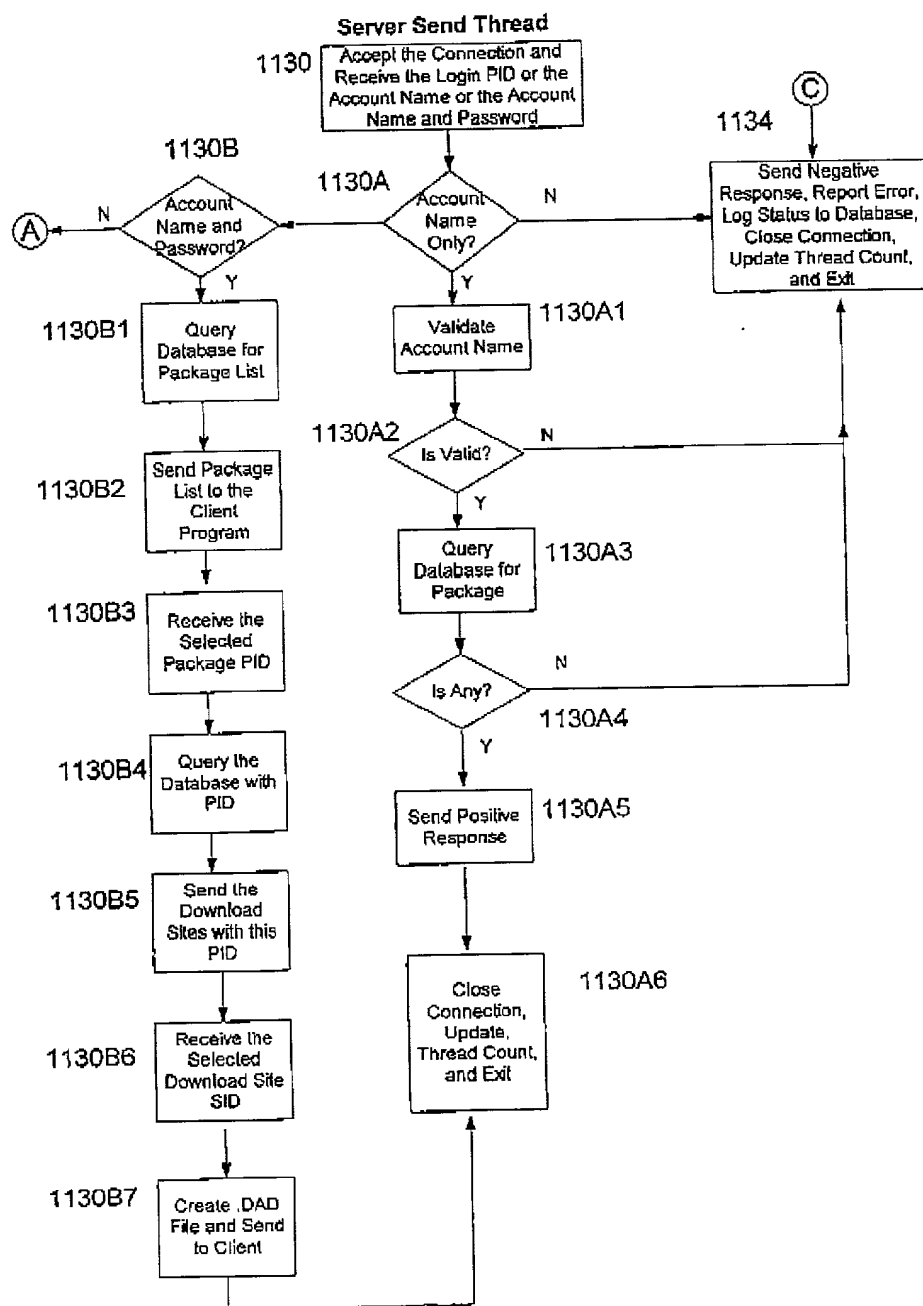 Server Send Thread
1130
Accept the Connection and
Receive the Login PID or the
Account Name or the Account
Name and Password
C
1134
Send Negative
Response, Report Error,
Log Status to Database,
Close Connection,
Update Thread Count,
and Exit
1130B
1130A
Account
Name and
Password?
N
A
Y
Account
Name
Only?
N
Y
1130B1
Query
Database for
Package List
1130A1
Validate
Account Name
1130A2
Is Valid?
N
Y
1130B2
Send Package
List to the
Client
Program
1130A3
Query
Database for
Package
1130B3
Receive the
Selected
Package PID
Is Any?
N
1130A4
Y
1130B4
Query the
Database with
PID
1130A5
Send Positive
Response
1130B5
Send the
Download
Sites with this
PID
1130A6
Close
Connection,
Update,
Thread Count,
and Exit
1130B6
Receive the
Selected
Download Site
SID
1130B7
Create .DAD
File and Send
to Client